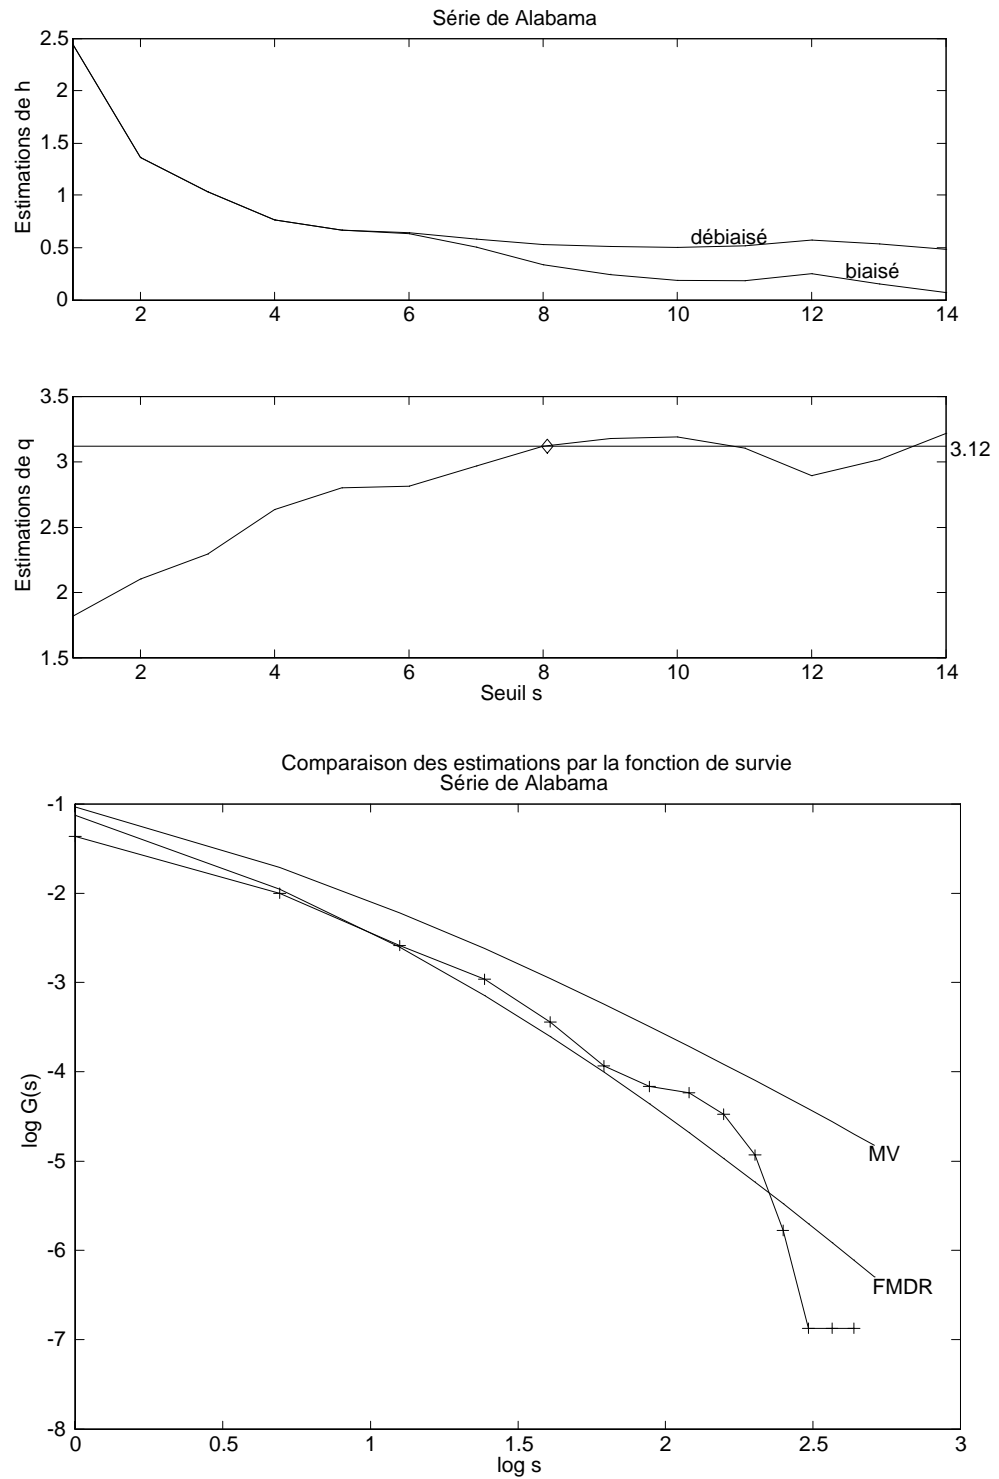 Série de Alabama
Estimations de h
2.5
2
1.5
1
0.5
0
débiaisé
biaisé
2 4 6 8 10 12 14
Estimations de q
3.5
3
2.5
2
1.5
3.12
2 4 6 8 10 12 14
Seuil s
Comparaison des estimations par la fonction de survie
Série de Alabama
log G(s)
-1
-2
-3
-4
-5
-6
-7
-8
MV
FMDR
0 0.5 1 1.5 2 2.5 3
log s